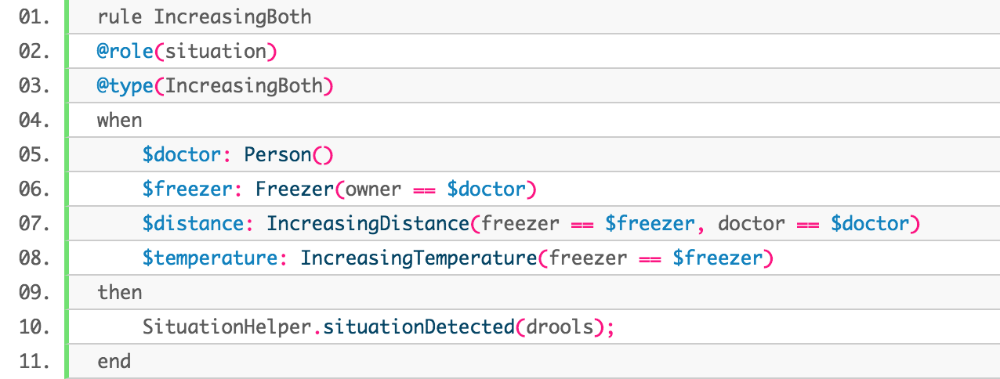 01. rule IncreasingBoth
02. @role(situation)
03. @type(IncreasingBoth)
04. when
05. $doctor: Person()
06. $freezer: Freezer(owner == $doctor)
07. $distance: IncreasingDistance(freezer == $freezer, doctor == $doctor)
08. $temperature: IncreasingTemperature(freezer == $freezer)
09. then
10. SituationHelper.situationDetected(drools);
11. end